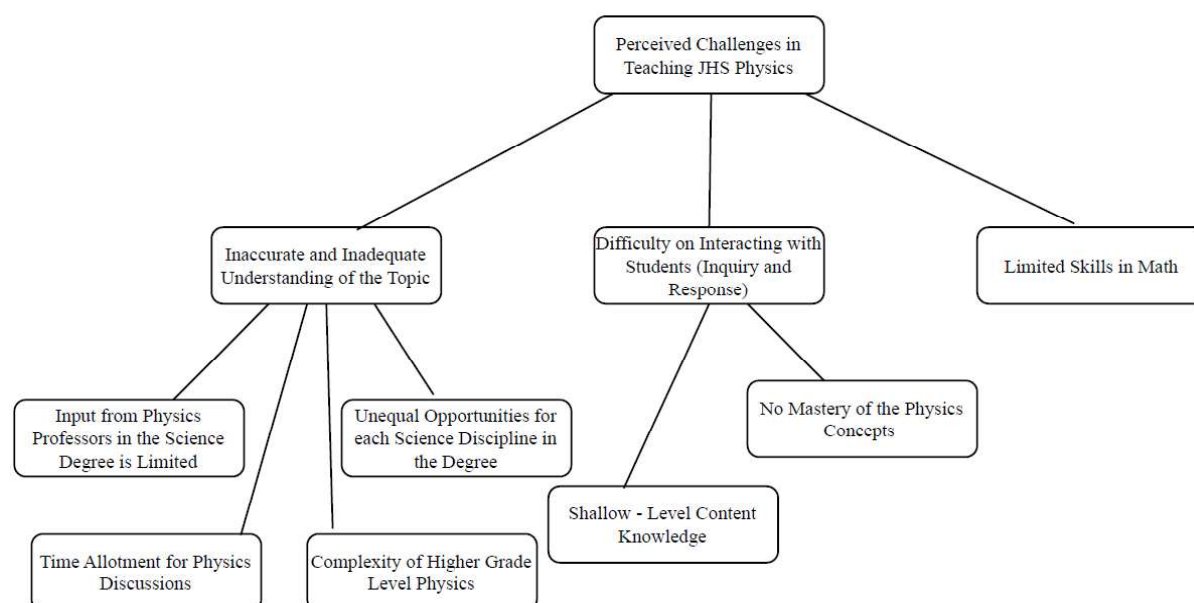 Perceived Challenges in
Teaching JHS Physics
Inaccurate and Inadequate
Understanding of the Topic
Difficulty on Interacting with
Students (Inquiry and
Response)
Limited Skills in Math
Input from Physics
Professors in the Science
Degree is Limited
Unequal Opportunities for
each Science Discipline in
the Degree
No Mastery of the Physics
Concepts
Shallow - Level Content
Knowledge
Time Allotment for Physics
Discussions
Complexity of Higher Grade
Level Physics